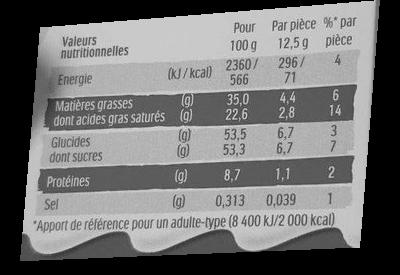 Valeurs nutritionnelles Pour 100 g Par pièce 12,5 g %* par pièce
Energie (kJ / kcal) 2360 / 566 296 / 71 4
Matières grasses (g) 35,0 4,4 6
dont acides gras saturés (g) 22,6 2,8 14
Glucides (g) 53,5 6,7 3
dont sucres (g) 53,3 6,7 7
Protéines (g) 8,7 1,1 2
Sel (g) 0,313 0,039 1
*Apport de référence pour un adulte-type (8 400 kJ/2 000 kcal)